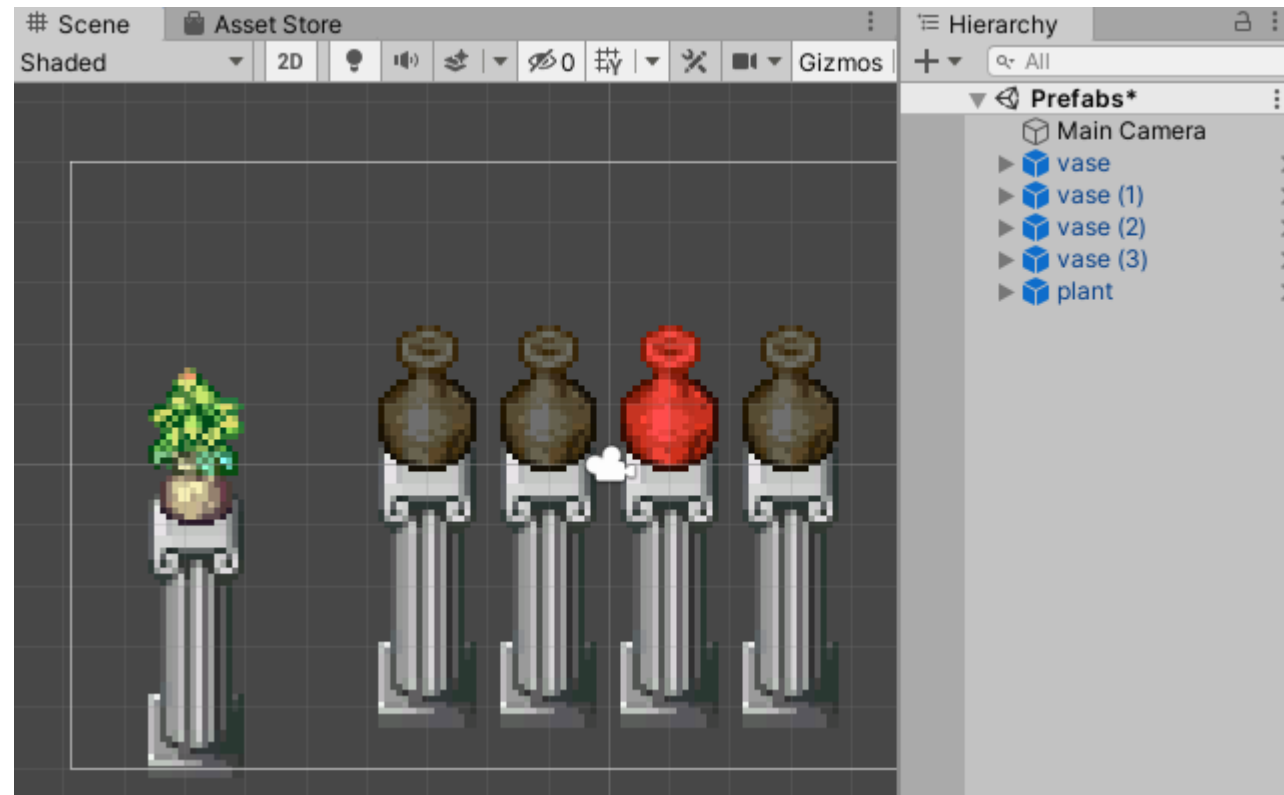 Scene Asset Store
Shaded 2D 0 Gizmos
Hierarchy
All
Prefabs*
Main Camera
vase
vase (1)
vase (2)
vase (3)
plant